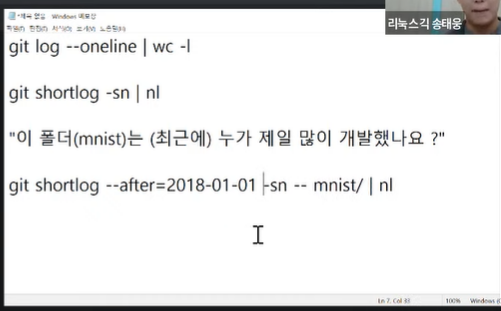 *제목 없음 - Windows 메모장
리눅스긱 송태웅
파일(F) 편집(E) 서식(O) 보기(V) 도움말(H)
git log --oneline | wc -l
git shortlog -sn | nl
"이 폴더(mnist)는 (최근에) 누가 제일 많이 개발했나요 ?"
git shortlog --after=2018-01-01 -sn -- mnist/ | nl
Ln 7, Col 33
100%
Windows (C